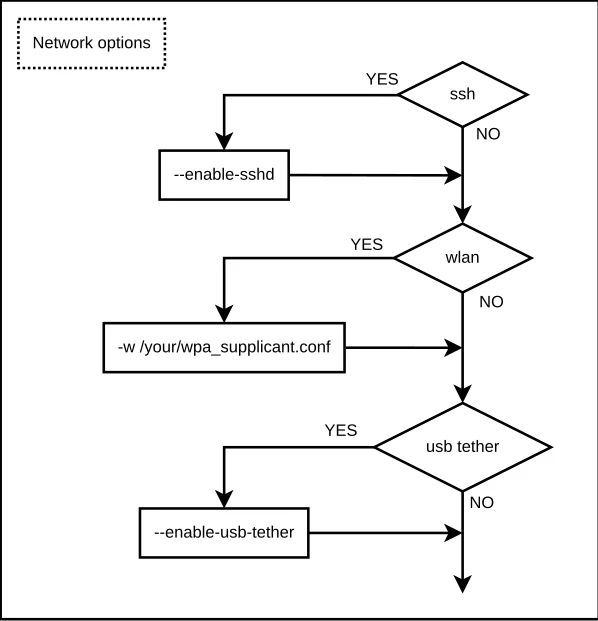 Network options
YES
ssh
NO
--enable-sshd
YES
wlan
NO
-w /your/wpa_supplicant.conf
YES
usb tether
NO
--enable-usb-tether